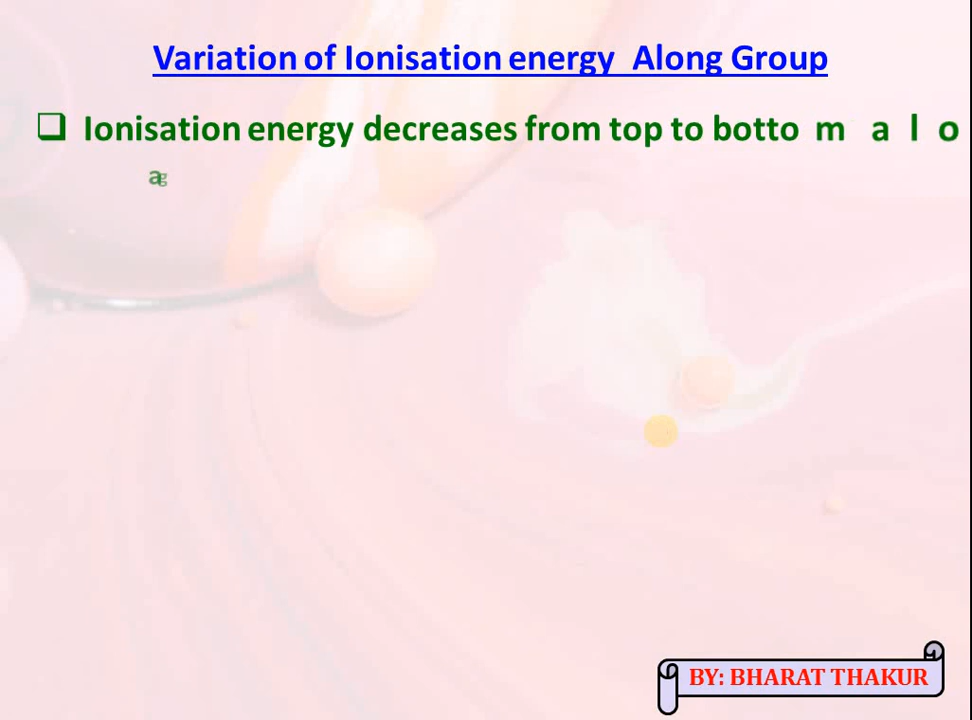 Variation of Ionisation energy Along Group
❑ Ionisation energy decreases from top to botto m a l o
BY: BHARAT THAKUR